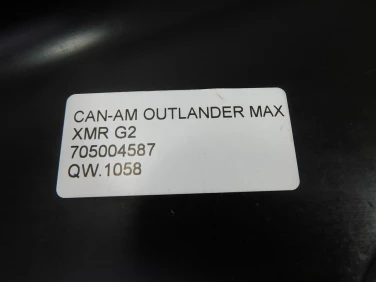 CAN-AM OUTLANDER MAX
XMR G2
705004587
QW.1058